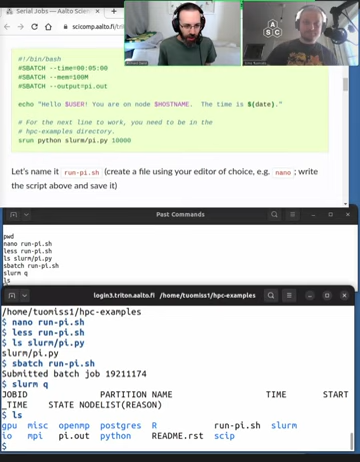 Serial Jobs — Aalto Scie
scicomp.aalto.fi/tr
A
S C
#!/bin/bash
#SBATCH --time=00:05:00
#SBATCH --mem=100M
#SBATCH --output=pi.out
echo "Hello $USER! You are on node $HOSTNAME.  The time is $(date)."
# For the next line to work, you need to be in the
# hpc-examples directory.
srun python slurm/pi.py 10000
Let's name it run-pi.sh (create a file using your editor of choice, e.g. nano ; write
the script above and save it)
Past Commands
pwd
nano run-pi.sh
less run-pi.sh
ls slurm/pi.py
sbatch run-pi.sh
slurm q
ls
login3.triton.aalto.fi /home/tuomiss1/hpc-examples
/home/tuomiss1/hpc-examples
$ nano run-pi.sh
$ less run-pi.sh
$ ls slurm/pi.py
slurm/pi.py
$ sbatch run-pi.sh
Submitted batch job 19211174
$ slurm q
JOBID PARTITION NAME TIME START
_TIME STATE NODELIST(REASON)
$ ls
gpu misc openmp postgres R run-pi.sh slurm
io mpi pi.out python README.rst scip
$